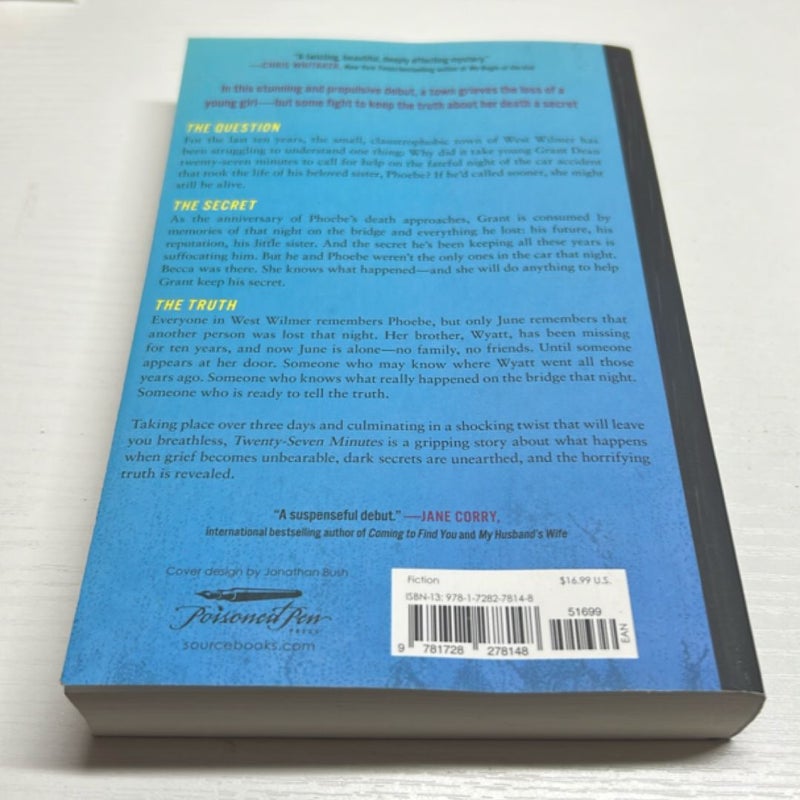 "A twisting, beautiful, deeply affecting mystery."
—CHRIS WHITAKER, New York Times bestselling author of We Begin at the End
In this stunning and propulsive debut, a town grieves the loss of a
young girl—but some fight to keep the truth about her death a secret
THE QUESTION
For the last ten years, the small, claustrophobic town of West Wilmer has
been struggling to understand one thing: Why did it take young Grant Dean
twenty-seven minutes to call for help on the fateful night of the car accident
that took the life of his beloved sister, Phoebe? If he'd called sooner, she might
still be alive.
THE SECRET
As the anniversary of Phoebe's death approaches, Grant is consumed by
memories of that night on the bridge and everything he lost: his future, his
reputation, his little sister. And the secret he's been keeping all these years is
suffocating him. But he and Phoebe weren't the only ones in the car that night.
Becca was there. She knows what happened—and she will do anything to help
Grant keep his secret.
THE TRUTH
Everyone in West Wilmer remembers Phoebe, but only June remembers that
another person was lost that night. Her brother, Wyatt, has been missing
for ten years, and now June is alone—no family, no friends. Until someone
appears at her door. Someone who may know where Wyatt went all those
years ago. Someone who knows what really happened on the bridge that night.
Someone who is ready to tell the truth.
Taking place over three days and culminating in a shocking twist that will leave
you breathless, Twenty-Seven Minutes is a gripping story about what happens
when grief becomes unbearable, dark secrets are unearthed, and the horrifying
truth is revealed.
"A suspenseful debut." —JANE CORRY,
international bestselling author of Coming to Find You and My Husband's Wife
Cover design by Jonathan Bush
Poisoned Pen
PRESS
sourcebooks.com
Fiction $16.99 U.S.
ISBN-13: 978-1-7282-7814-8
51699
EAN
9 781728 278148